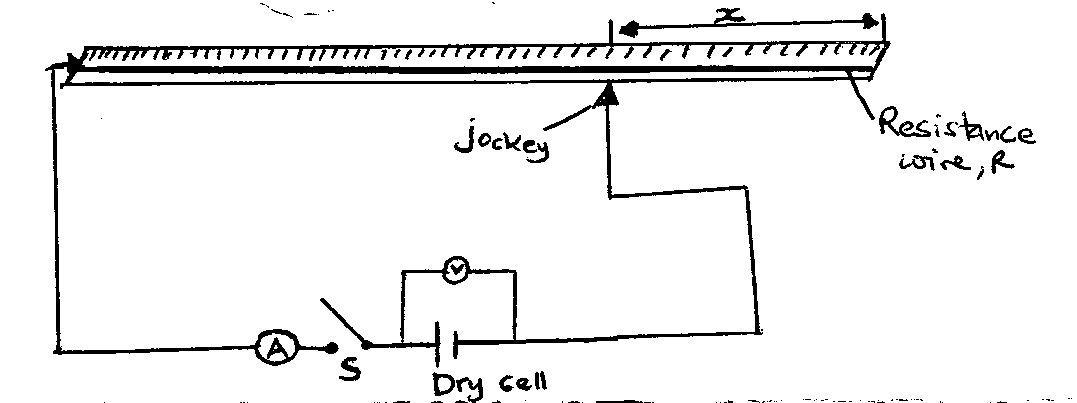 x
jockey
Resistance
wire, R
V
A
S
Dry cell